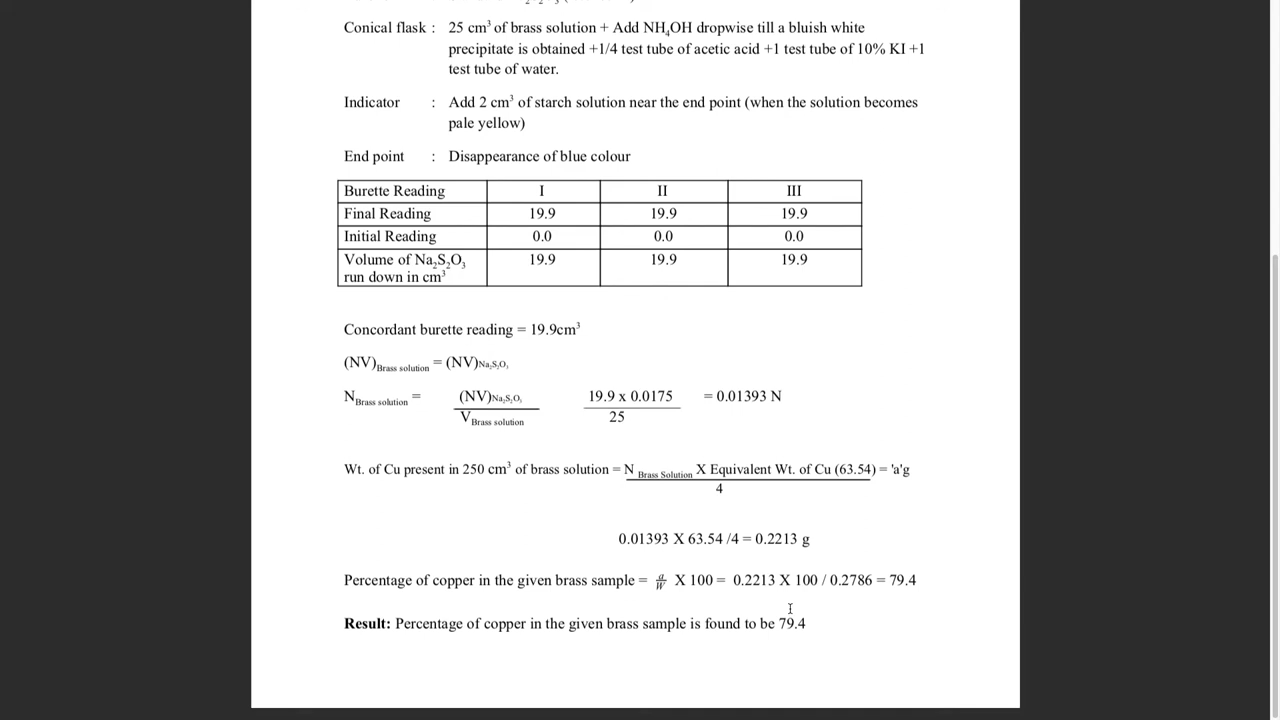 Conical flask : 25 cm³ of brass solution + Add NH₄OH dropwise till a bluish white
precipitate is obtained +1/4 test tube of acetic acid +1 test tube of 10% KI +1
test tube of water.
Indicator : Add 2 cm³ of starch solution near the end point (when the solution becomes
pale yellow)
End point : Disappearance of blue colour
Burette Reading I II III
Final Reading 19.9 19.9 19.9
Initial Reading 0.0 0.0 0.0
Volume of Na₂S₂O₃ 19.9 19.9 19.9
run down in cm³
Concordant burette reading = 19.9cm³
(NV)Brass solution = (NV)Na₂S₂O₃
N Brass solution = (NV)Na₂S₂O₃ 19.9 x 0.0175 = 0.01393 N
V Brass solution 25
Wt. of Cu present in 250 cm³ of brass solution = N Brass Solution X Equivalent Wt. of Cu (63.54) = 'a'g
4
0.01393 X 63.54 /4 = 0.2213 g
Percentage of copper in the given brass sample = a/W X 100 = 0.2213 X 100 / 0.2786 = 79.4
Result: Percentage of copper in the given brass sample is found to be 79.4